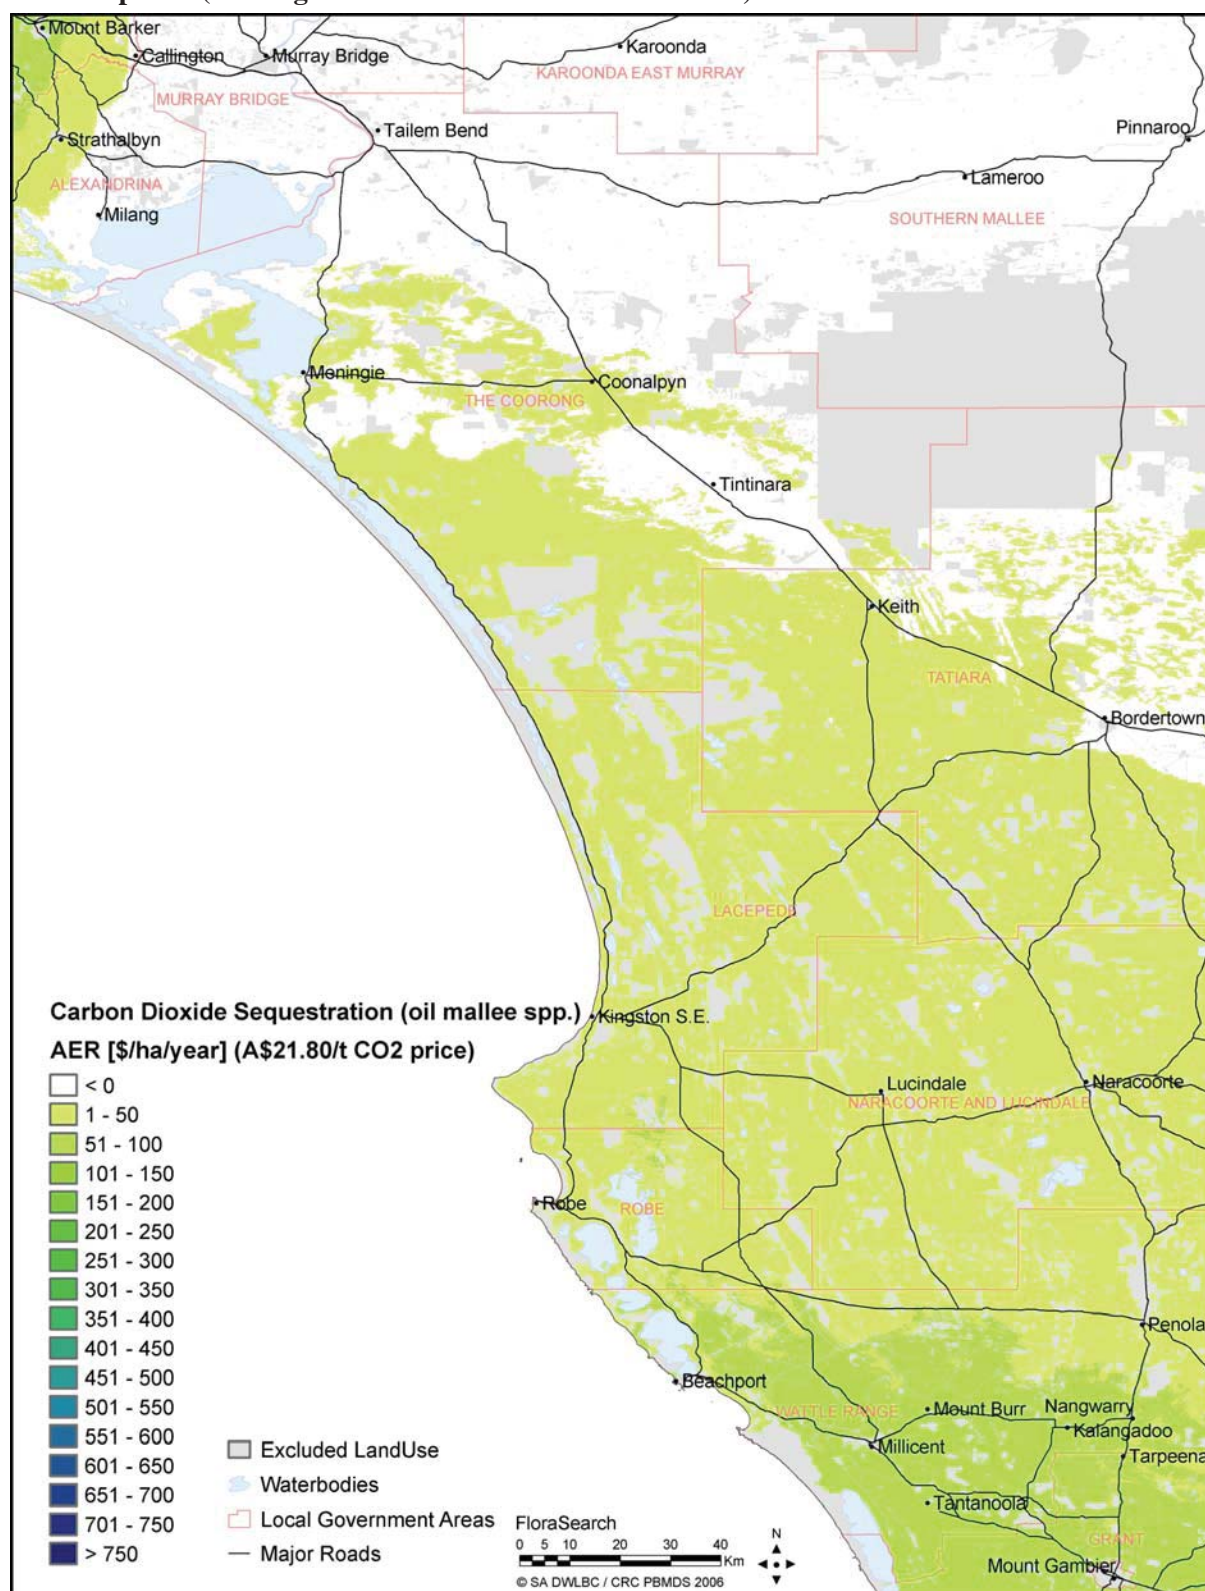 Mount Barker
Callington
Murray Bridge
Karoonda
KAROONDA EAST MURRAY
MURRAY BRIDGE
Tailem Bend
Pinnaroo
Strathalbyn
ALEXANDRINA
Lameroo
Milang
SOUTHERN MALLEE
Meningie
Coonalpyn
THE COORONG
Tintinara
Keith
TATIARA
Bordertown
LACEPEDE
Kingston S.E.
Lucindale
Naracoorte
NARACOORTE AND LUCINDALE
Robe
ROBE
Penola
Beachport
WATTLE RANGE
Mount Burr
Nangwarry
Kalangadoo
Millicent
Tarpeena
Tantanoola
GRANT
Mount Gambier
Carbon Dioxide Sequestration (oil mallee spp.)
AER [$/ha/year] (A$21.80/t CO2 price)
< 0
1 - 50
51 - 100
101 - 150
151 - 200
201 - 250
251 - 300
301 - 350
351 - 400
401 - 450
451 - 500
501 - 550
551 - 600
601 - 650
651 - 700
701 - 750
> 750
Excluded LandUse
Waterbodies
Local Government Areas
Major Roads
FloraSearch
0 5 10 20 30 40
Km
N
© SA DWLBC / CRC PBMDS 2006